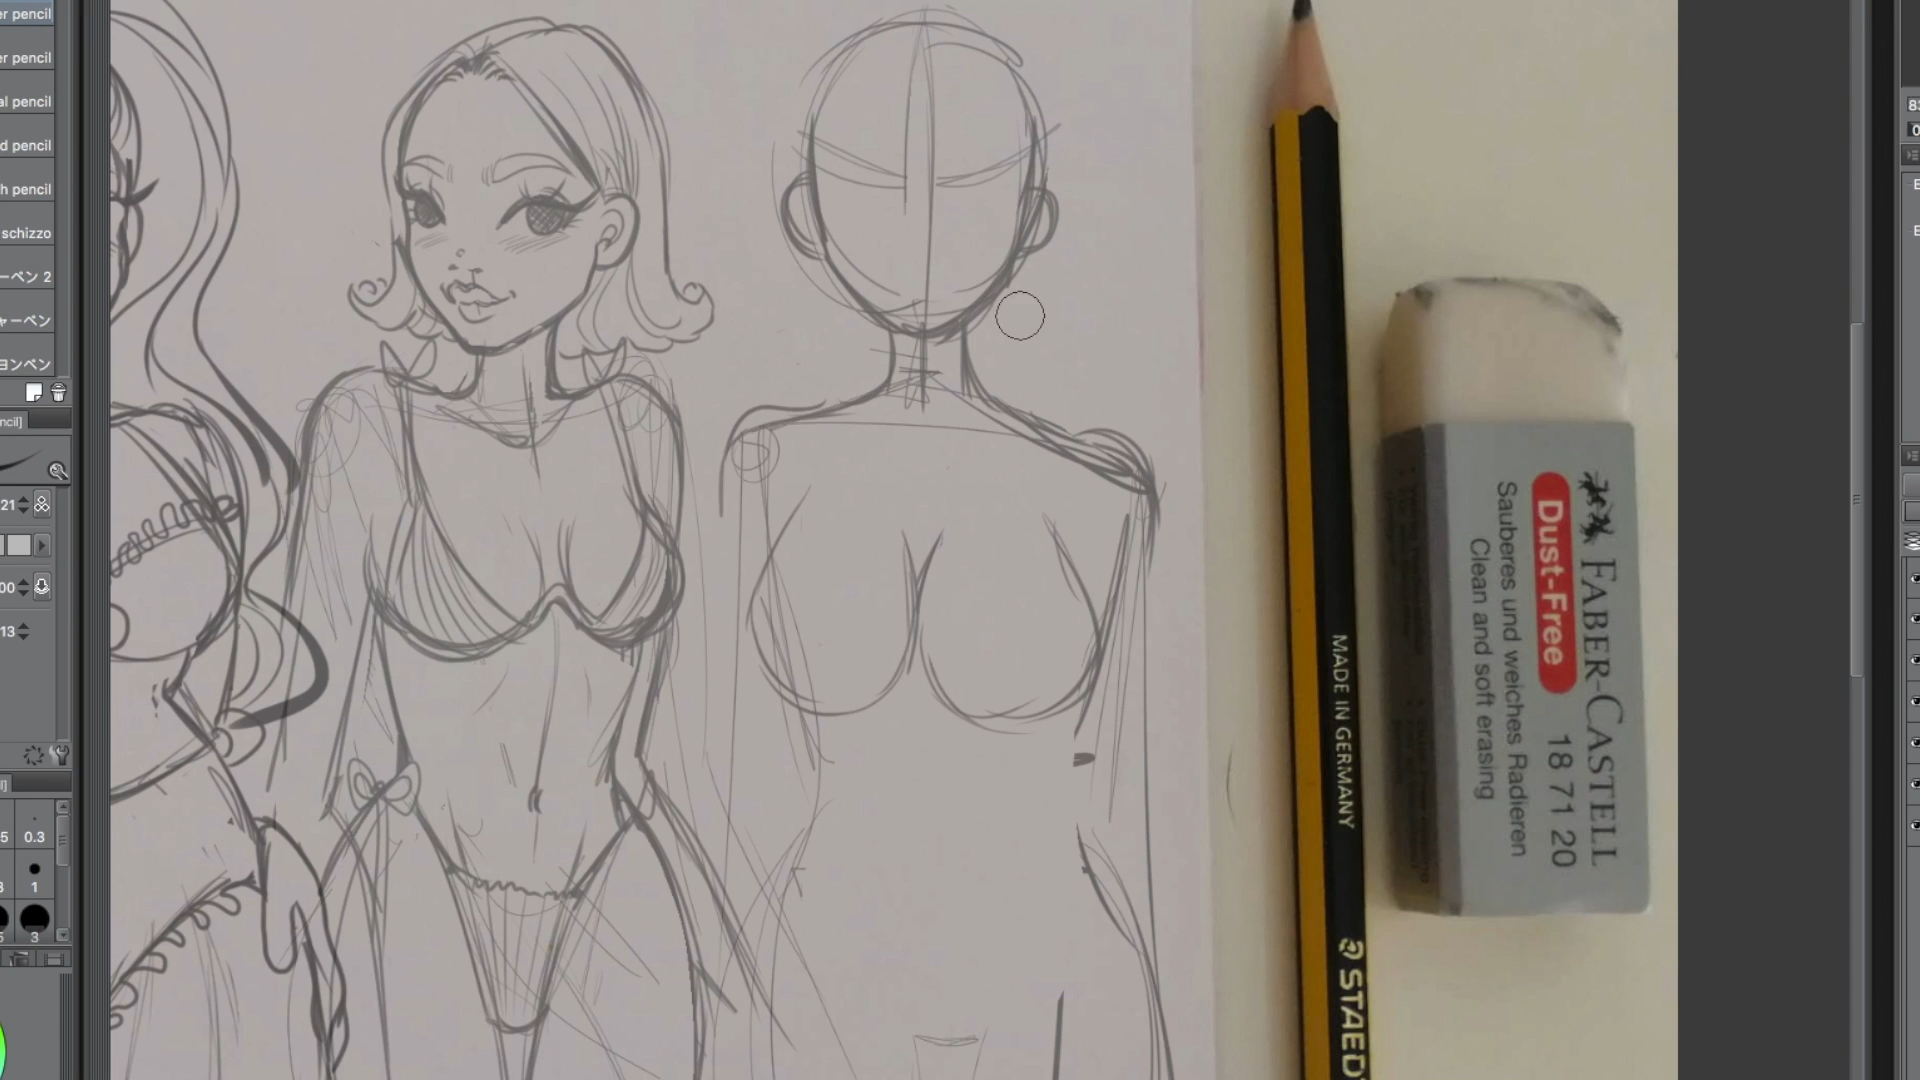 er pencil
er pencil
al pencil
d pencil
h pencil
schizzo
ーペン 2
ャーペン
ヨンペン
ncil]
21
00
13
0.3
1
3
MADE IN GERMANY
STAED
FABER-CASTELL
Dust-Free
18 71 20
Sauberes und weiches Radieren
Clean and soft erasing